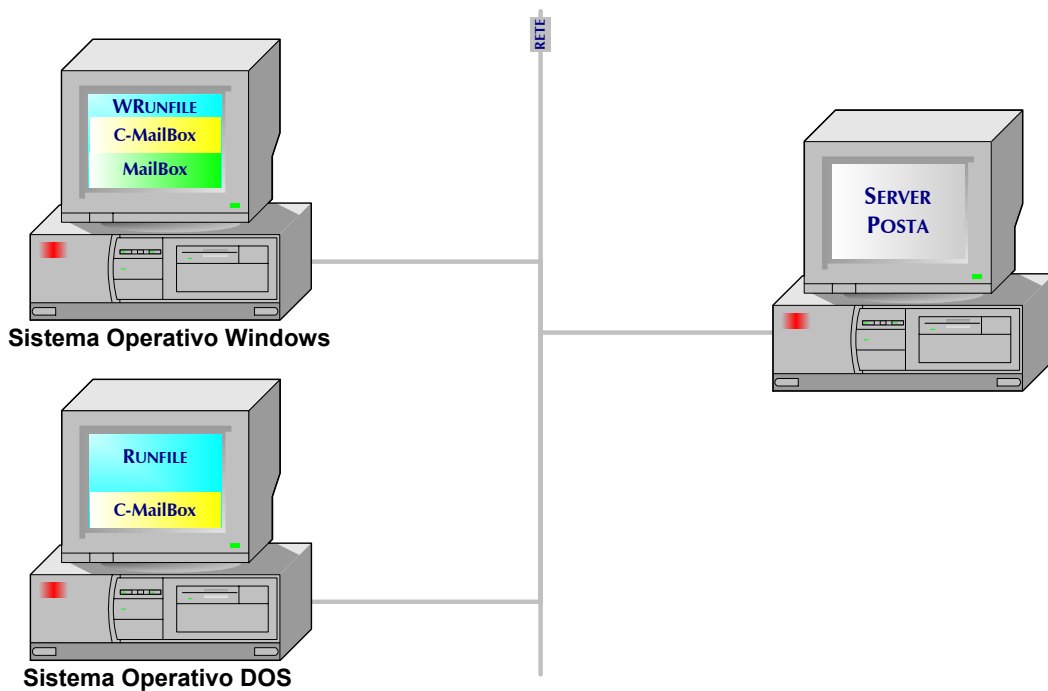 RETE
WRUNFILE
C-MailBox
MailBox
Sistema Operativo Windows
SERVER
POSTA
RUNFILE
C-MailBox
Sistema Operativo DOS